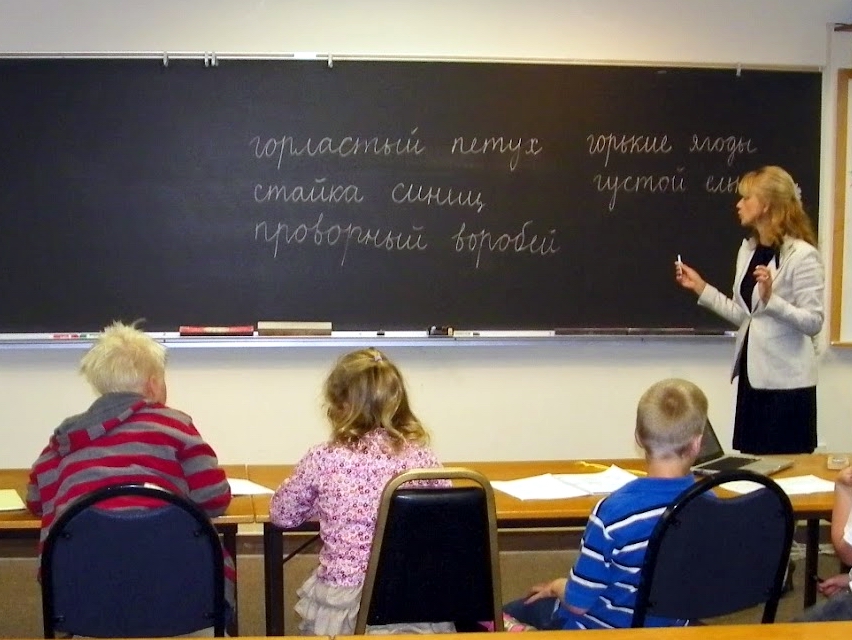 горластый петух
стайка синиц
проворный воробей
горькие ягоды
густой